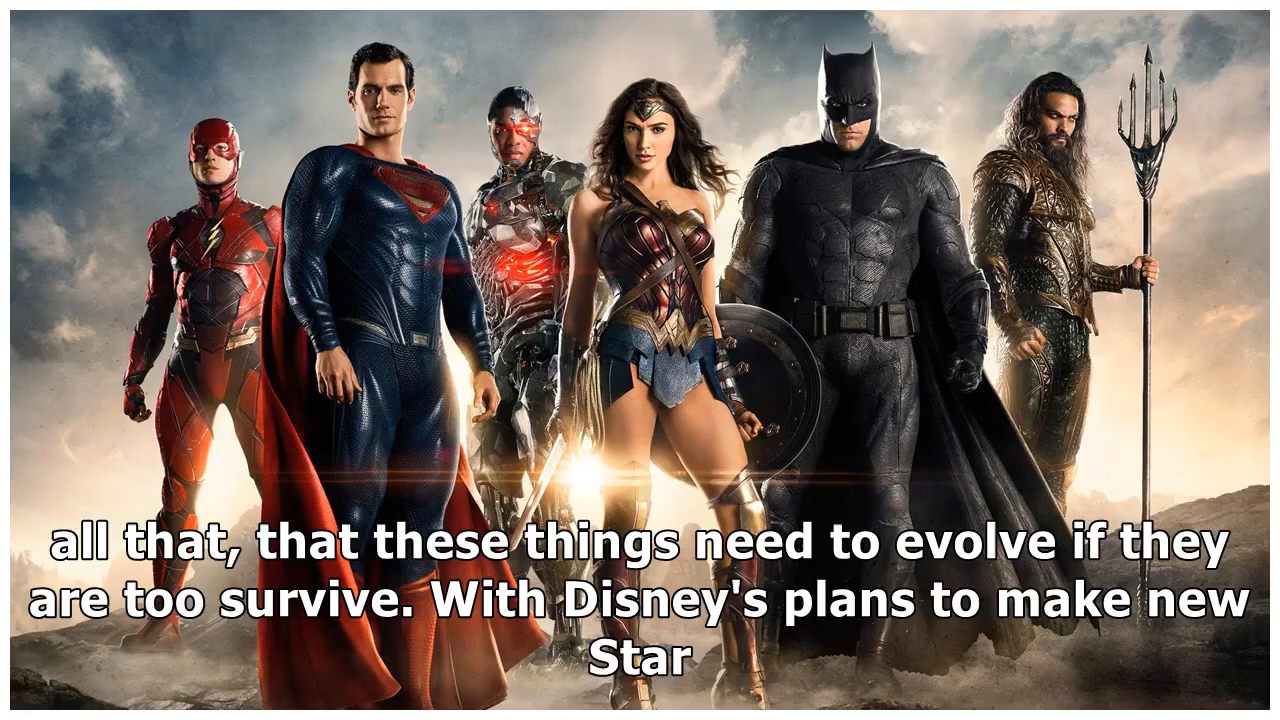 all that, that these things need to evolve if they
are too survive. With Disney's plans to make new
Star